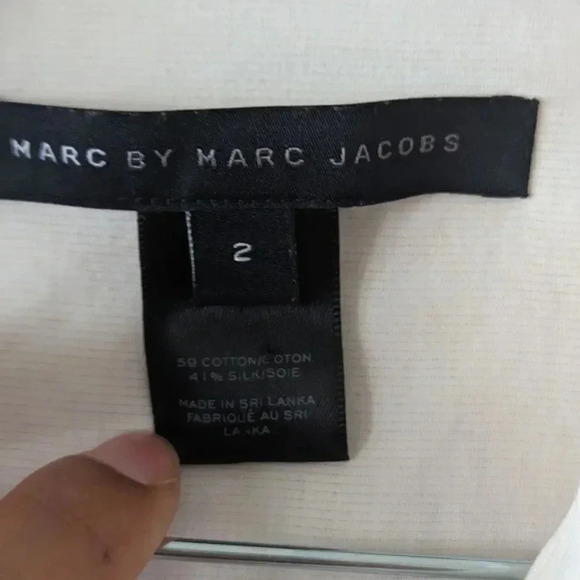 MARC BY MARC JACOBS
2
59 COTTON/COTON
41% SILK/SOIE
MADE IN SRI LANKA
FABRIQUÉ AU SRI
LANKA